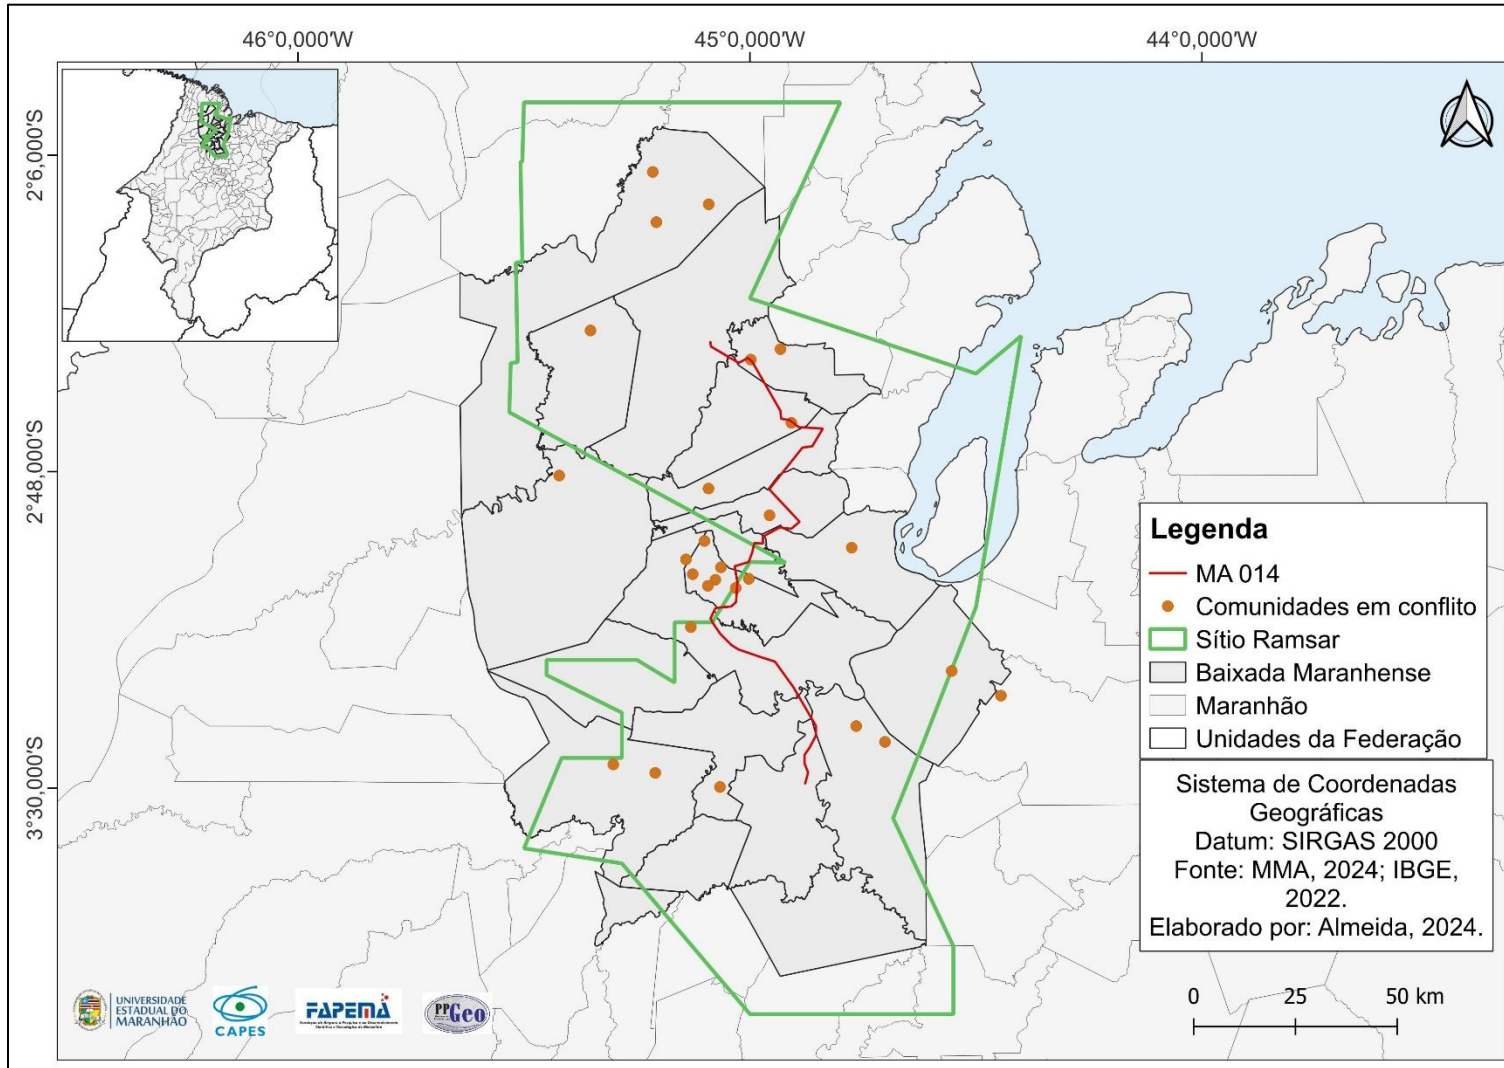 46°0,000'W
45°0,000'W
44°0,000'W
2°6,000'S
2°48,000'S
3°30,000'S
Legenda
MA 014
Comunidades em conflito
Sítio Ramsar
Baixada Maranhense
Maranhão
Unidades da Federação
Sistema de Coordenadas
Geográficas
Datum: SIRGAS 2000
Fonte: MMA, 2024; IBGE,
2022.
Elaborado por: Almeida, 2024.
0 25 50 km
UNIVERSIDADE
ESTADUAL DO
MARANHÃO
CAPES
FAPEMA
PPGeo